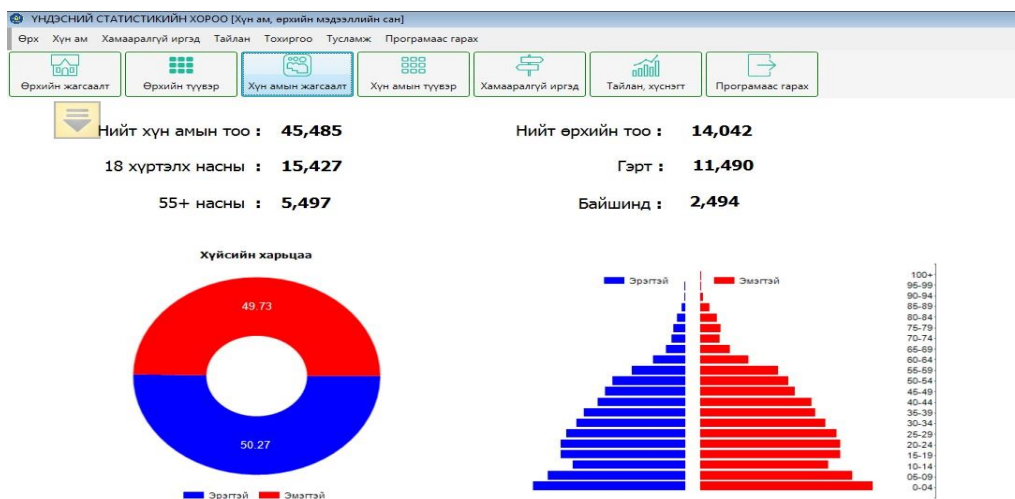 ҮНДЭСНИЙ СТАТИСТИКИЙН ХОРОО [Хүн ам, өрхийн мэдээллийн сан]
Өрх Хүн ам Хамааралгүй иргэд Тайлан Тохиргоо Тусламж Програмаас гарах
Өрхийн жагсаалт Өрхийн түүвэр Хүн амын жагсаалт Хүн амын түүвэр Хамааралгүй иргэд Тайлан, хүснэгт Програмаас гарах
Нийт хүн амын тоо : 45,485 Нийт өрхийн тоо : 14,042
18 хүртэлх насны : 15,427 Гэрт : 11,490
55+ насны : 5,497 Байшинд : 2,494
Хүйсийн харьцаа
49.73
50.27
Эрэгтэй Эмэгтэй
Эрэгтэй Эмэгтэй
100+
95-99
90-94
85-89
80-84
75-79
70-74
65-69
60-64
55-59
50-54
45-49
40-44
35-39
30-34
25-29
20-24
15-19
10-14
05-09
0-04